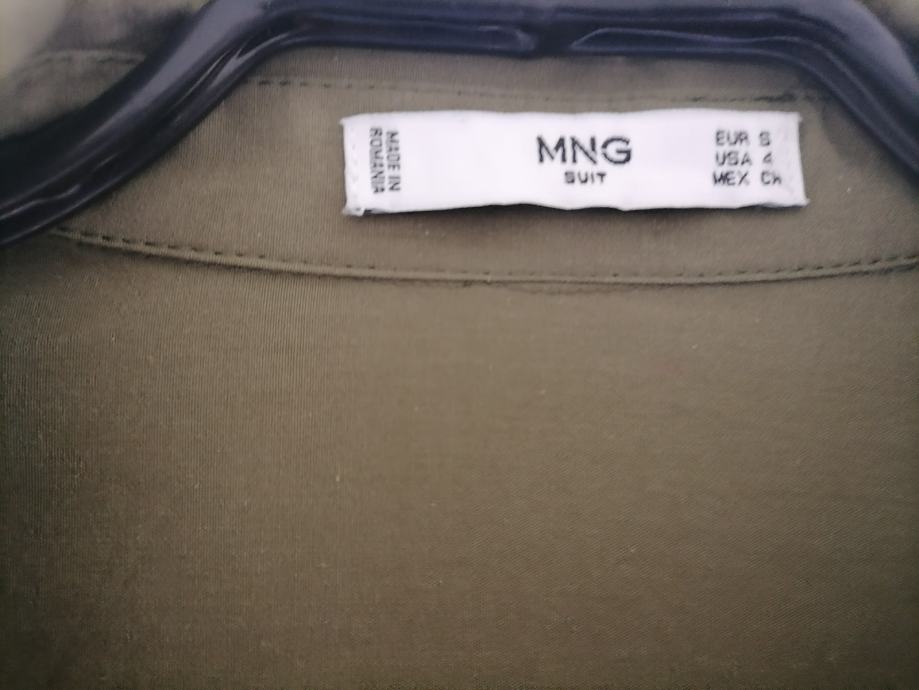 MADE IN
ROMANIA
MNG
SUIT
EUR S
USA 4
MEX CH